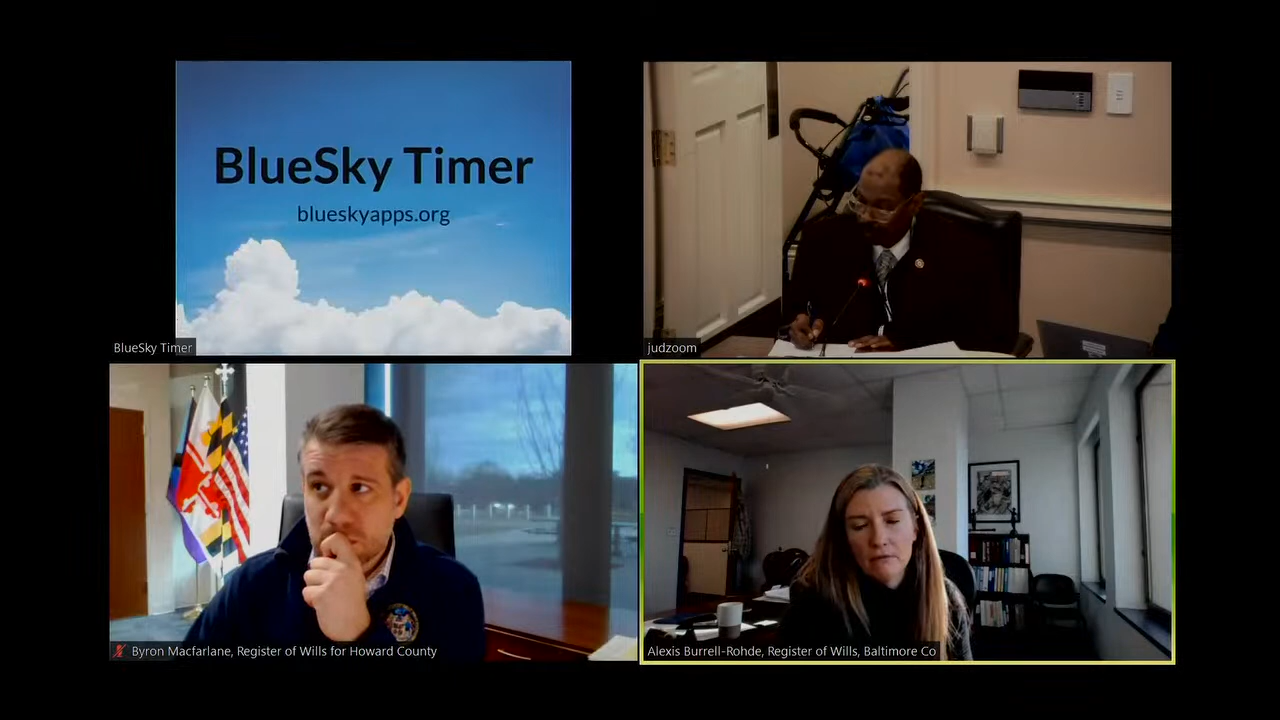 BlueSky Timer
blueskyapps.org
BlueSky Timer
judzoom
Byron Macfarlane, Register of Wills for Howard County
Alexis Burrell-Rohde, Register of Wills, Baltimore Co